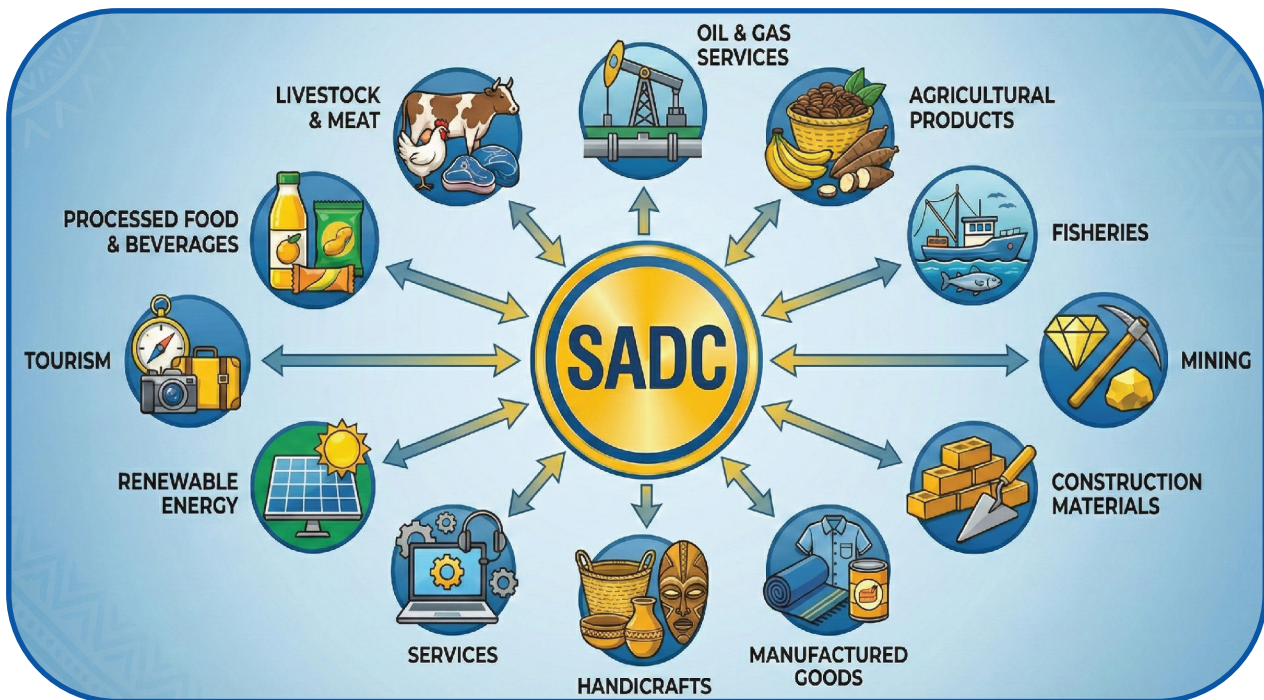 OIL & GAS
SERVICES
LIVESTOCK
& MEAT
AGRICULTURAL
PRODUCTS
PROCESSED FOOD
& BEVERAGES
FISHERIES
SADC
TOURISM
MINING
RENEWABLE
ENERGY
CONSTRUCTION
MATERIALS
SERVICES
HANDICRAFTS
MANUFACTURED
GOODS